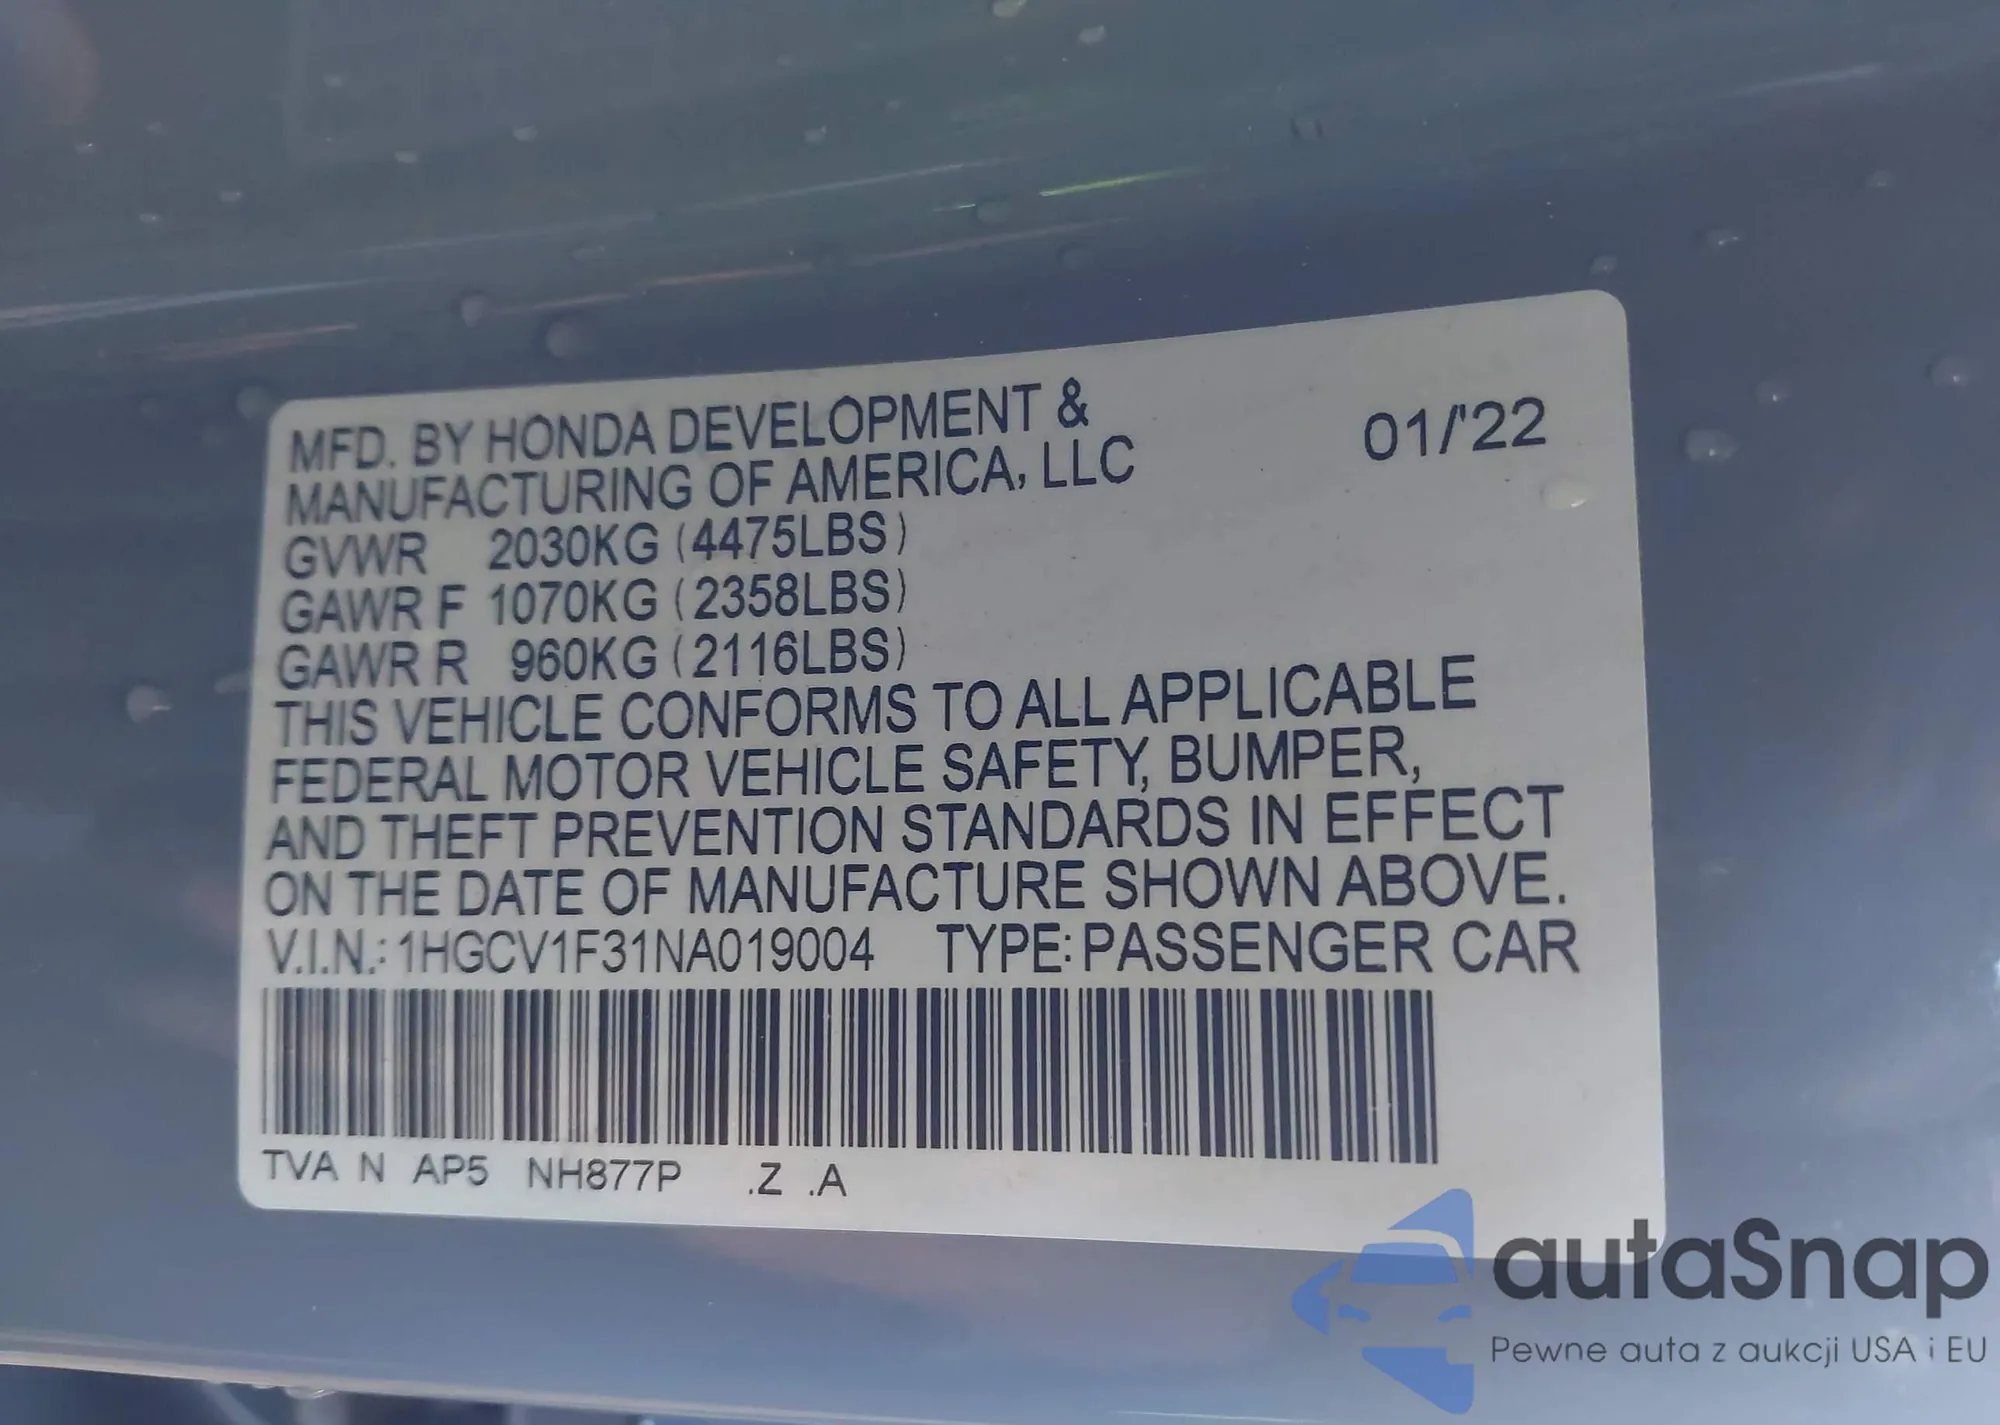 MFD. BY HONDA DEVELOPMENT &
MANUFACTURING OF AMERICA, LLC
01/'22
GVWR 2030KG (4475LBS)
GAWR F 1070KG (2358LBS)
GAWR R 960KG (2116LBS)
THIS VEHICLE CONFORMS TO ALL APPLICABLE
FEDERAL MOTOR VEHICLE SAFETY, BUMPER,
AND THEFT PREVENTION STANDARDS IN EFFECT
ON THE DATE OF MANUFACTURE SHOWN ABOVE.
V.I.N.: 1HGCV1F31NA019004 TYPE: PASSENGER CAR
TVA N AP5 NH877P .Z .A
autaSnap
Pewne auta z aukcji USA i EU